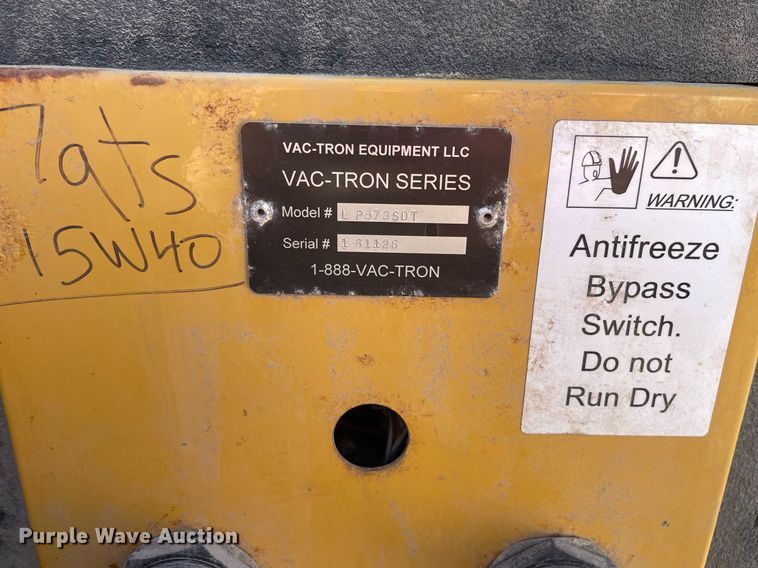 7qts
15W40
VAC-TRON EQUIPMENT LLC
VAC-TRON SERIES
Model # L P873SDT
Serial # 1-61126
1-888-VAC-TRON
WARNING:
Antifreeze
Bypass
Switch.
Do not
Run Dry
Purple Wave Auction